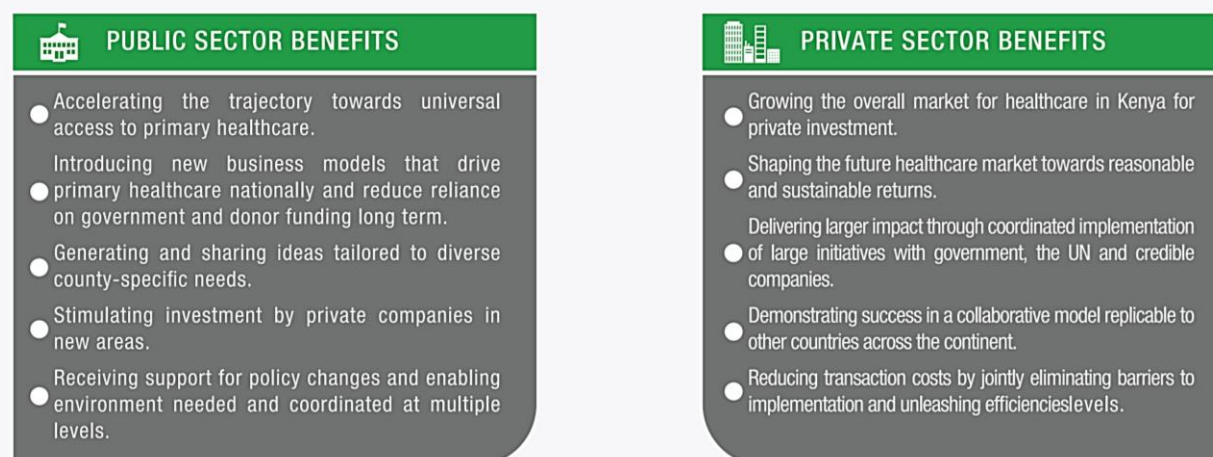 PUBLIC SECTOR BENEFITS
Accelerating the trajectory towards universal
access to primary healthcare.
Introducing new business models that drive
primary healthcare nationally and reduce reliance
on government and donor funding long term.
Generating and sharing ideas tailored to diverse
county-specific needs.
Stimulating investment by private companies in
new areas.
Receiving support for policy changes and enabling
environment needed and coordinated at multiple
levels.
PRIVATE SECTOR BENEFITS
Growing the overall market for healthcare in Kenya for
private investment.
Shaping the future healthcare market towards reasonable
and sustainable returns.
Delivering larger impact through coordinated implementation
of large initiatives with government, the UN and credible
companies.
Demonstrating success in a collaborative model replicable to
other countries across the continent.
Reducing transaction costs by jointly eliminating barriers to
implementation and unleashing efficiencieslevels.